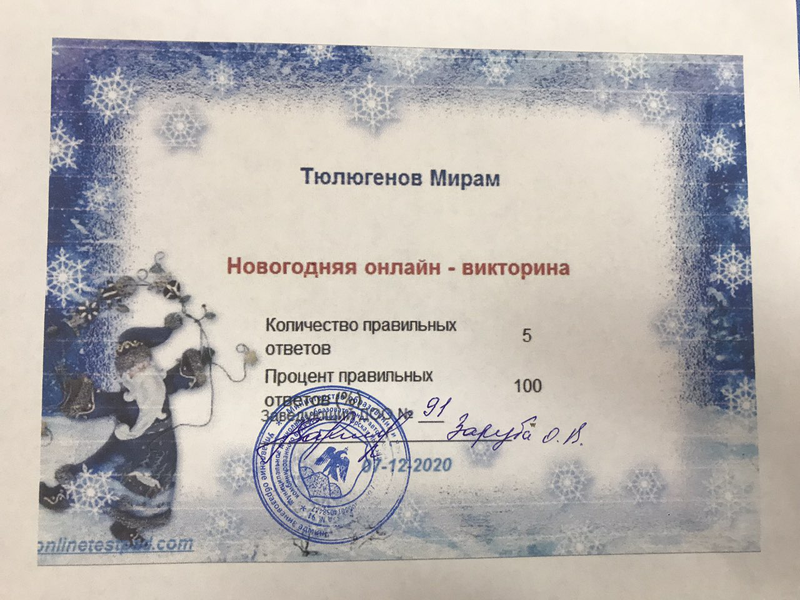 Тюлюгенов Мирам
Новогодняя онлайн - викторина
Количество правильных 5
ответов
Процент правильных 100
ответов (%)
Заведующий ДОО № 91
Заруба О.В.
07-12-2020
onlinetestpad.com